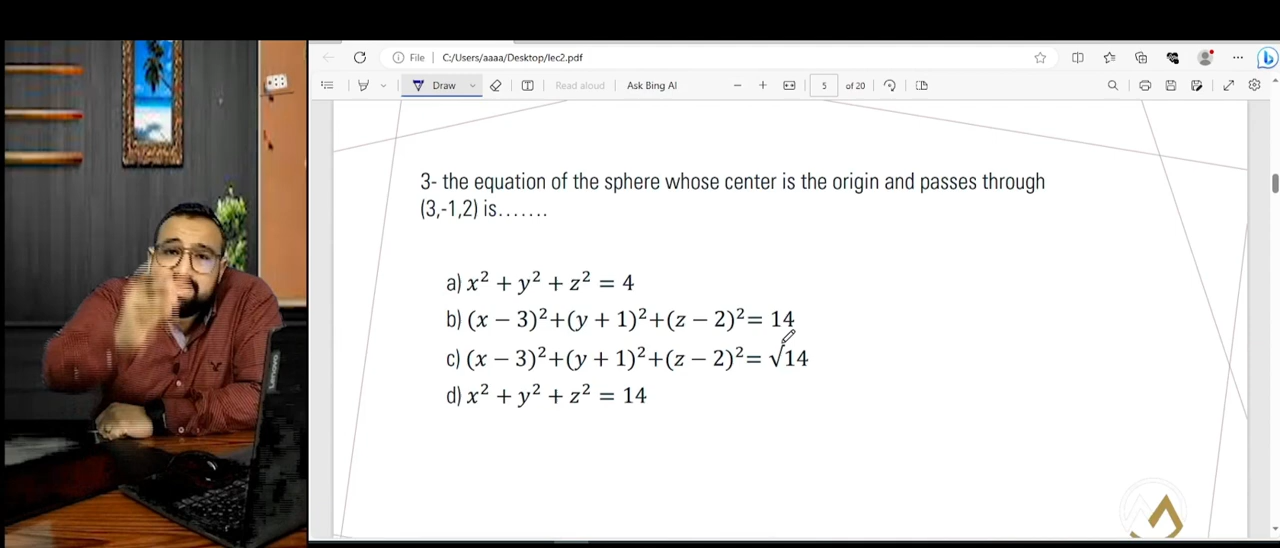 File
C:/Users/aaaa/Desktop/lec2.pdf
Draw
Read aloud
Ask Bing AI
5
of 20
3- the equation of the sphere whose center is the origin and passes through
(3,-1,2) is.......
a) x² + y² + z² = 4
b) (x − 3)²+(y + 1)²+(z − 2)²= 14
c) (x − 3)²+(y + 1)²+(z − 2)²= √14
d) x² + y² + z² = 14
Lenovo